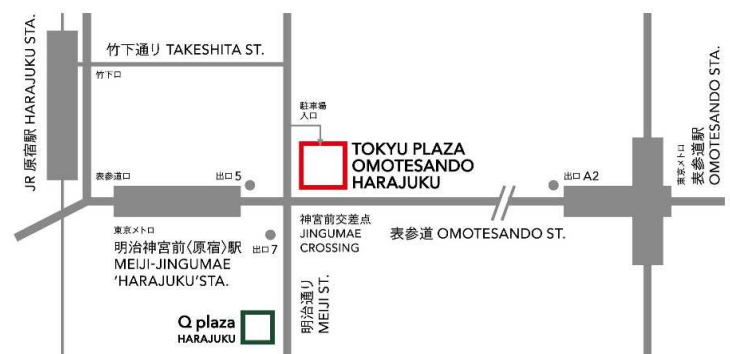 JR 原宿駅 HARAJUKU STA.
竹下通り TAKESHITA ST.
竹下口
駐車場
入口
TOKYU PLAZA
OMOTESANDO
HARAJUKU
東京メトロ
表参道駅
OMOTESANDO STA.
表参道口
出口 5
出口 A2
東京メトロ
明治神宮前〈原宿〉駅
MEIJI-JINGUMAE
'HARAJUKU'STA.
出口 7
神宮前交差点
JINGUMAE
CROSSING
表参道 OMOTESANDO ST.
明治通り
MEIJI ST.
Q plaza
HARAJUKU